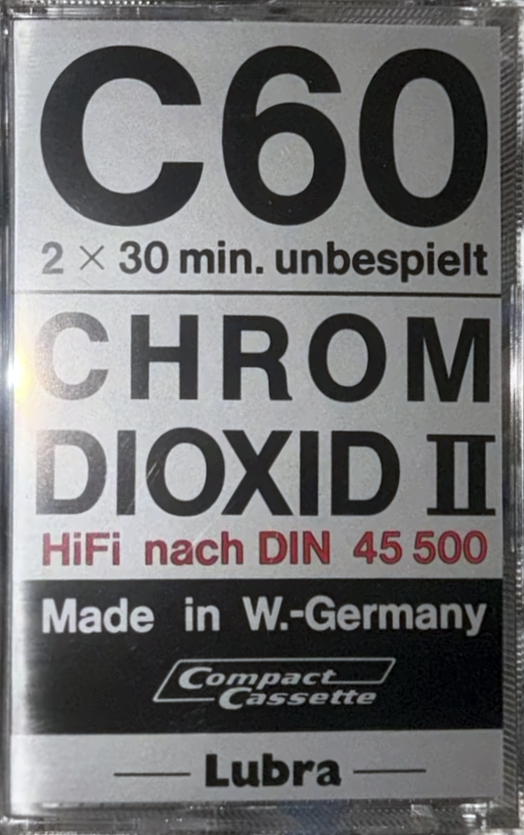 C60
2 × 30 min. unbespielt
CHROM
DIOXID II
HiFi nach DIN 45 500
Made in W.-Germany
Compact
Cassette
Lubra